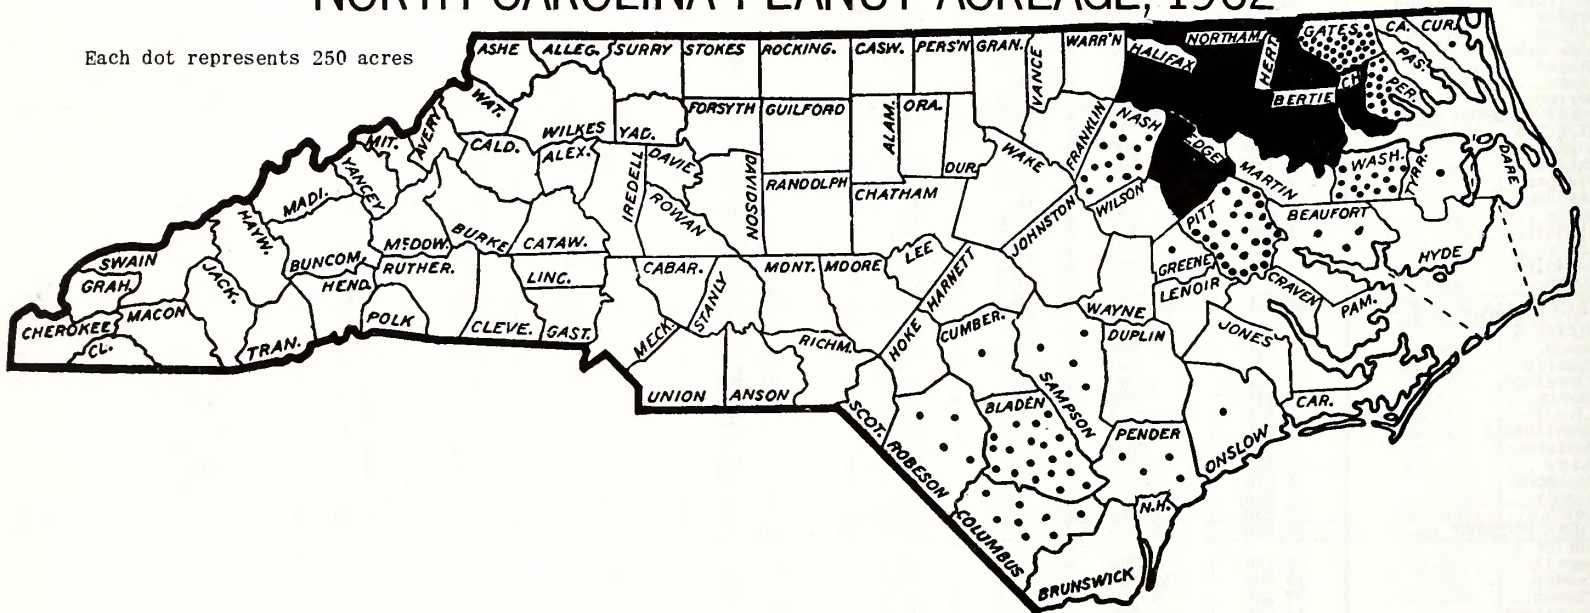 NORTH CAROLINA PEANUT ACREAGE, 1962
Each dot represents 250 acres
ASHE
ALLEG.
SURRY
STOKES
ROCKING.
CASW.
PERS'N
GRAN.
VANCE
WARR'N
HALIFAX
NORTHAM.
HERT.
GATES
CA.
CUR.
PAS.
PER.
CH.
BERTIE
WAT.
AVERY
MIT.
YANCEY
MADI.
WILKES
YAD.
FORSYTH
GUILFORD
ALAM.
ORA.
DUR.
WAKE
FRANKLIN
NASH
EDGE.
MARTIN
WASH.
TYRR.
DARE
CALD.
ALEX.
IREDELL
DAVIE
DAVIDSON
RANDOLPH
CHATHAM
JOHNSTON
WILSON
PITT
BEAUFORT
HYDE
HAYW.
BUNCOM.
McDOW.
BURKE
CATAW.
ROWAN
SWAIN
GRAH.
JACK.
HEND.
RUTHER.
LINC.
CABAR.
STANLY
MONT.
MOORE
LEE
HARNETT
WAYNE
GREENE
LENOIR
CRAVEN
PAM.
CHEROKEE
CL.
MACON
TRAN.
POLK
CLEVE.
GAST.
MECK.
UNION
ANSON
RICHM.
HOKE
CUMBER.
SAMPSON
DUPLIN
JONES
CAR.
SCOT.
ROBESON
BLADEN
PENDER
ONSLOW
COLUMBUS
N.H.
BRUNSWICK